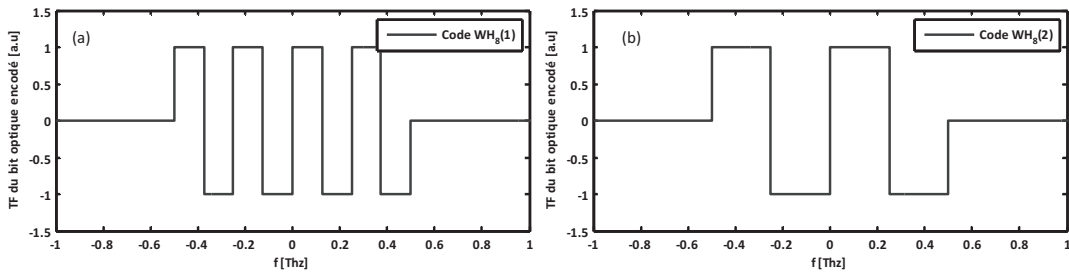 (a)
Code WH8(1)
TF du bit optique encodé [a.u]
1.5
1
0.5
0
-0.5
-1
-1.5
-1 -0.8 -0.6 -0.4 -0.2 0 0.2 0.4 0.6 0.8 1
f [Thz]
(b)
Code WH8(2)
TF du bit optique encodé [a.u]
1.5
1
0.5
0
-0.5
-1
-1.5
-1 -0.8 -0.6 -0.4 -0.2 0 0.2 0.4 0.6 0.8 1
f [Thz]